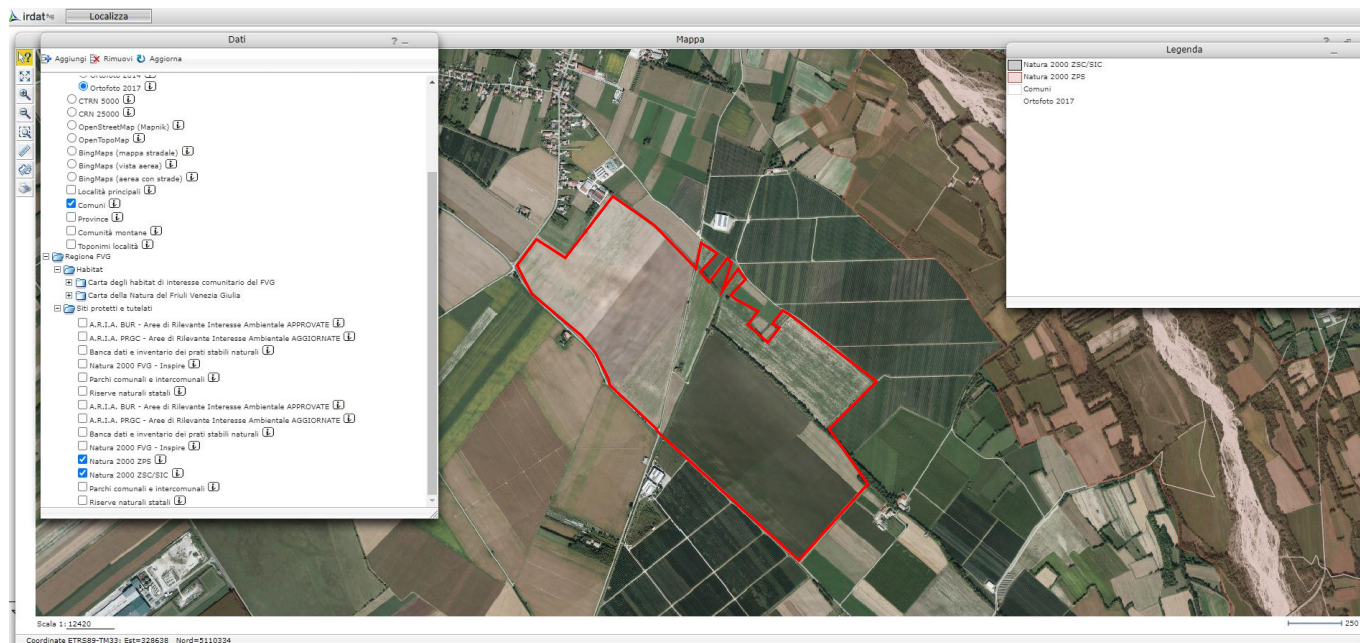 irdat fvg
Localizza
Dati
? _
Mappa
Aggiungi Rimuovi Aggiorna
Ortofoto 2014
Ortofoto 2017
CTRN 5000
CRN 25000
OpenStreetMap (Mapnik)
OpenTopoMap
BingMaps (mappa stradale)
BingMaps (vista aerea)
BingMaps (aerea con strade)
Località principali
Comuni
Province
Comunità montane
Toponimi località
Regione FVG
Habitat
Carta degli habitat di interesse comunitario del FVG
Carta della Natura del Friuli Venezia Giulia
Siti protetti e tutelati
A.R.I.A. BUR - Aree di Rilevante Interesse Ambientale APPROVATE
A.R.I.A. PRGC - Aree di Rilevante Interesse Ambientale AGGIORNATE
Banca dati e inventario dei prati stabili naturali
Natura 2000 FVG - Inspire
Parchi comunali e intercomunali
Riserve naturali statali
A.R.I.A. BUR - Aree di Rilevante Interesse Ambientale APPROVATE
A.R.I.A. PRGC - Aree di Rilevante Interesse Ambientale AGGIORNATE
Banca dati e inventario dei prati stabili naturali
Natura 2000 FVG - Inspire
Natura 2000 ZPS
Natura 2000 ZSC/SIC
Parchi comunali e intercomunali
Riserve naturali statali
Legenda
Natura 2000 ZSC/SIC
Natura 2000 ZPS
Comuni
Ortofoto 2017
Scala 1: 12420
250
Coordinate ETRS89-TM33: Est=328638 Nord=5110334